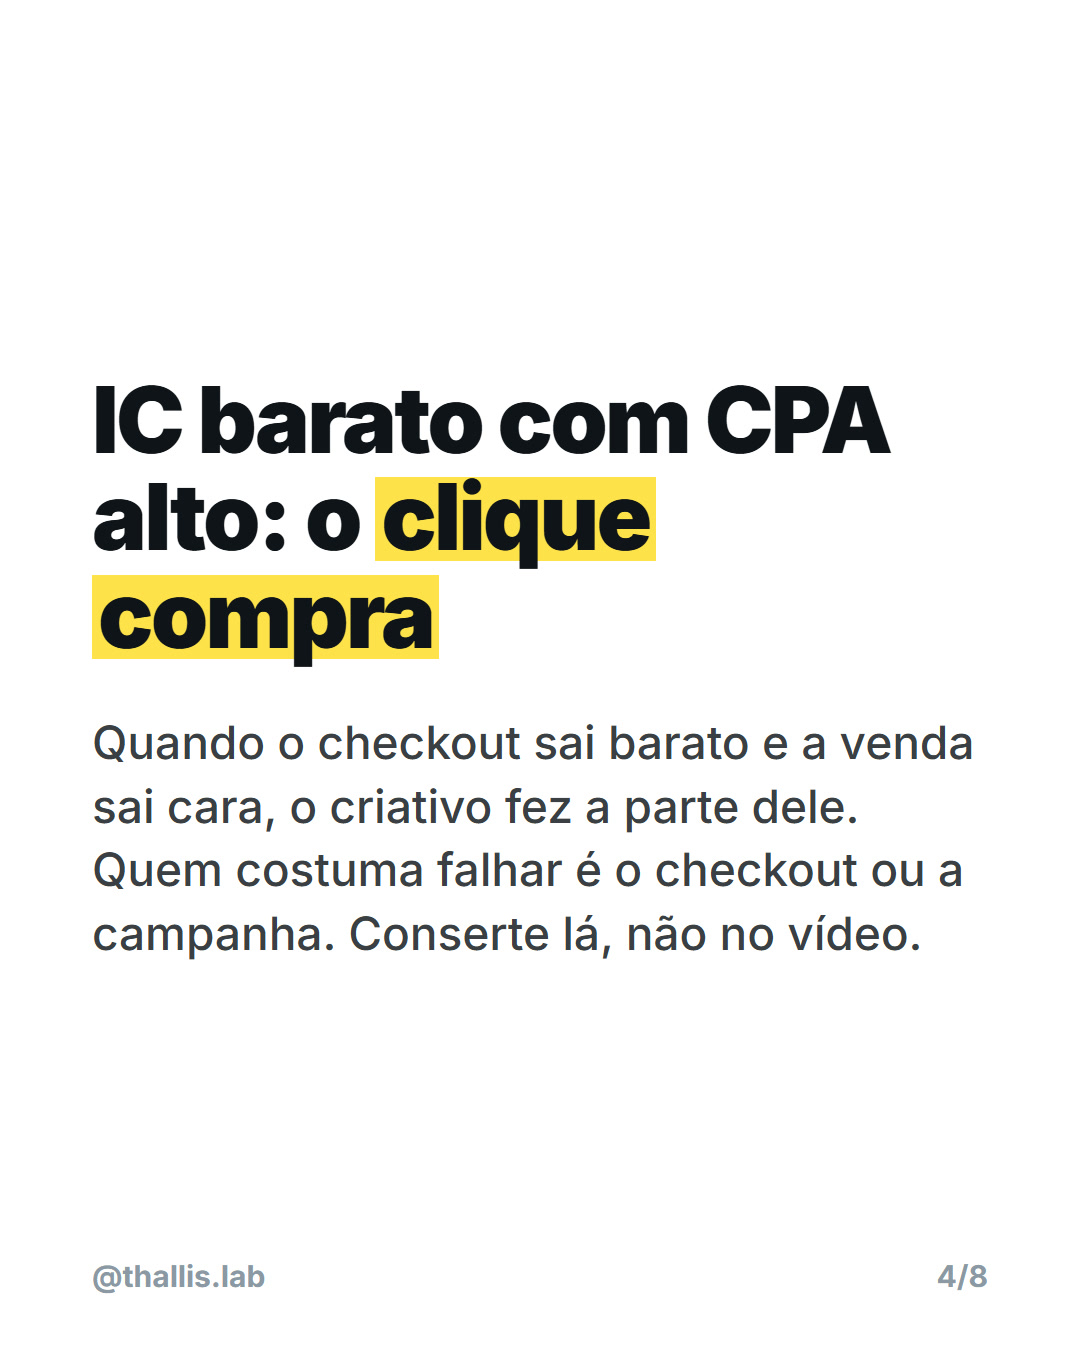 IC barato com CPA
alto: o clique
compra
Quando o checkout sai barato e a venda
sai cara, o criativo fez a parte dele.
Quem costuma falhar é o checkout ou a
campanha. Conserte lá, não no vídeo.
@thallis.lab
4/8